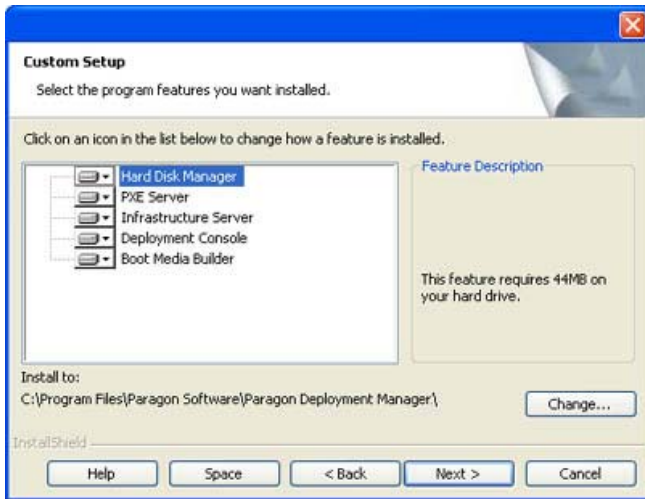 Custom Setup
Select the program features you want installed.
Click on an icon in the list below to change how a feature is installed.
Hard Disk Manager
PXE Server
Infrastructure Server
Deployment Console
Boot Media Builder
Feature Description
This feature requires 44MB on
your hard drive.
Install to:
C:\Program Files\Paragon Software\Paragon Deployment Manager\
Change...
InstallShield
Help
Space
< Back
Next >
Cancel